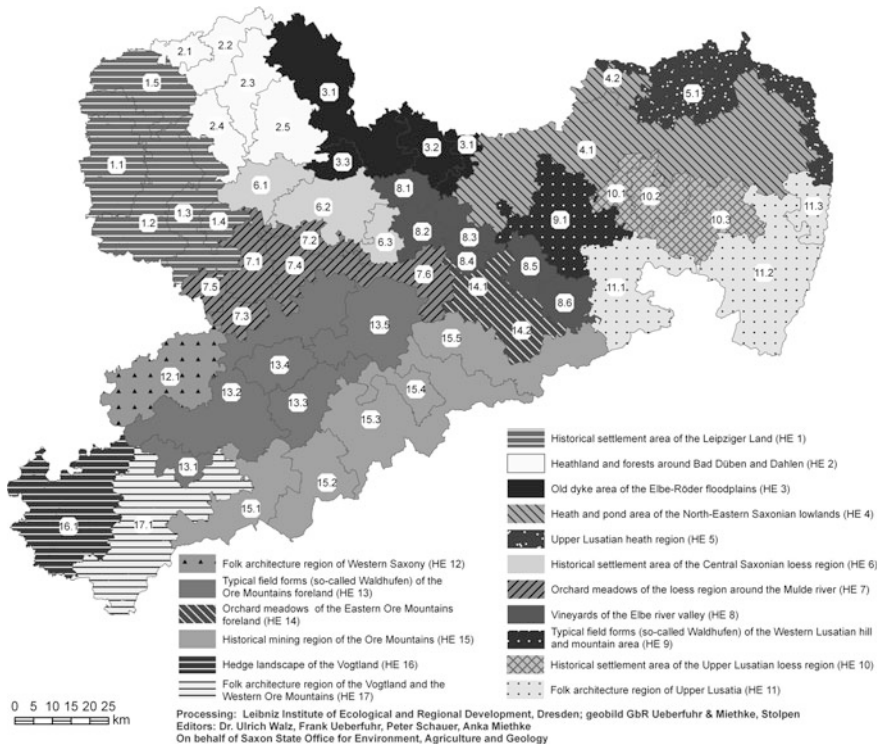 2.1
2.2
1.5
2.3
3.1
4.2
5.1
2.4
2.5
3.2
3.1
4.1
1.1
3.3
6.1
8.1
10.1
10.2
11.3
6.2
9.1
10.3
1.2
1.3
1.4
7.2
6.3
8.2
8.3
7.1
7.4
7.6
8.4
8.5
11.2
7.5
14.1
11.1
8.6
7.3
13.5
14.2
15.5
13.4
12.1
13.2
13.3
15.4
15.3
13.1
15.2
15.1
16.1
17.1
Historical settlement area of the Leipziger Land (HE 1)
Heathland and forests around Bad Düben and Dahlen (HE 2)
Old dyke area of the Elbe-Röder floodplains (HE 3)
Heath and pond area of the North-Eastern Saxonian lowlands (HE 4)
Upper Lusatian heath region (HE 5)
Historical settlement area of the Central Saxonian loess region (HE 6)
Orchard meadows of the loess region around the Mulde river (HE 7)
Vineyards of the Elbe river valley (HE 8)
Typical field forms (so-called Waldhufen) of the Western Lusatian hill
and mountain area (HE 9)
Historical settlement area of the Upper Lusatian loess region (HE 10)
Folk architecture region of Upper Lusatia (HE 11)
Folk architecture region of Western Saxony (HE 12)
Typical field forms (so-called Waldhufen) of the
Ore Mountains foreland (HE 13)
Orchard meadows of the Eastern Ore Mountains
foreland (HE 14)
Historical mining region of the Ore Mountains (HE 15)
Hedge landscape of the Vogtland (HE 16)
Folk architecture region of the Vogtland and the
Western Ore Mountains (HE 17)
0 5 10 15 20 25
km
Processing: Leibniz Institute of Ecological and Regional Development, Dresden; geobild GbR Ueberfuhr & Miethke, Stolpen
Editors: Dr. Ulrich Walz, Frank Ueberfuhr, Peter Schauer, Anka Miethke
On behalf of Saxon State Office for Environment, Agriculture and Geology